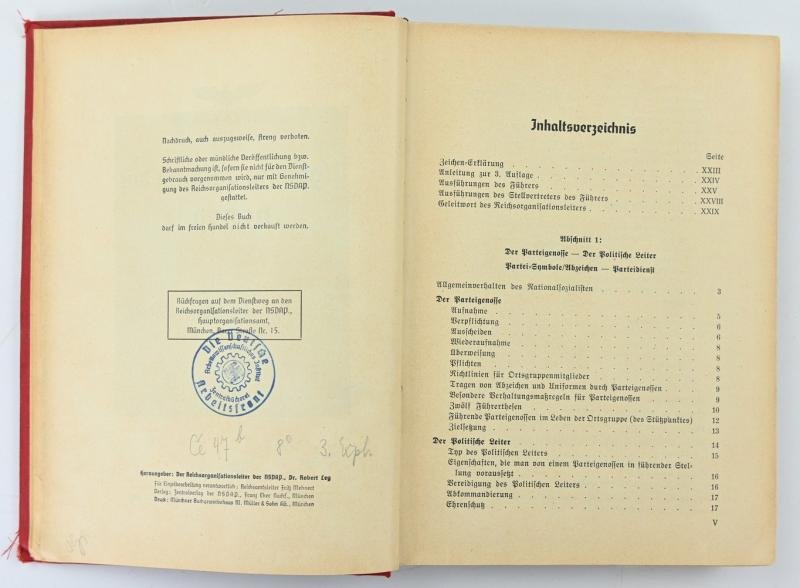 Nachdruck, auch auszugsweise, streng verboten.
Schriftliche oder mündliche Veröffentlichung bzw.
Bekanntmachung ist, sofern sie nicht für den Dienst-
gebrauch vorgenommen wird, nur mit Genehmi-
gung des Reichsorganisationsleiters der NSDAP.
gestattet.
Dieses Buch
darf im freien Handel nicht verkauft werden.
Rückfragen auf dem Dienstweg an den
Reichsorganisationsleiter der NSDAP.,
Hauptorganisationsamt,
München, Barer Straße Nr. 15.
Die Deutsche
Arbeitswissenschaftliches Institut
Zentralbücherei
Arbeitsfront
Ce 47 b 8° 3. Expl.
Herausgeber: Der Reichsorganisationsleiter der NSDAP., Dr. Robert Ley
Für Einzelbearbeitung verantwortlich: Reichsamtsleiter Fritz Mehnert
Verlag: Zentralverlag der NSDAP., Franz Eher Nachf., München
Druck: Münchner Buchgewerbehaus M. Müller & Sohn KG., München
Inhaltsverzeichnis
Seite
Zeichen-Erklärung XXIII
Anleitung zur 3. Auflage XXIV
Ausführungen des Führers XXV
Ausführungen des Stellvertreters des Führers XXVIII
Geleitwort des Reichsorganisationsleiters XXIX
Abschnitt 1:
Der Parteigenosse — Der Politische Leiter
Partei-Symbole/Abzeichen — Parteidienst
Allgemeinverhalten des Nationalsozialisten 3
Der Parteigenosse
Aufnahme 5
Verpflichtung 6
Ausscheiden 6
Wiederaufnahme 8
Überweisung 8
Pflichten 8
Richtlinien für Ortsgruppenmitglieder 8
Tragen von Abzeichen und Uniformen durch Parteigenossen 9
Besondere Verhaltungsmaßregeln für Parteigenossen 9
Zwölf Führerthesen 10
Führende Parteigenossen im Leben der Ortsgruppe (des Stützpunktes) 12
Zielsetzung 13
Der Politische Leiter 14
Typ des Politischen Leiters 15
Eigenschaften, die man von einem Parteigenossen in führender Stel-
lung voraussetzt 16
Vereidigung des Politischen Leiters 16
Abkommandierung 17
Ehrenschutz 17
V